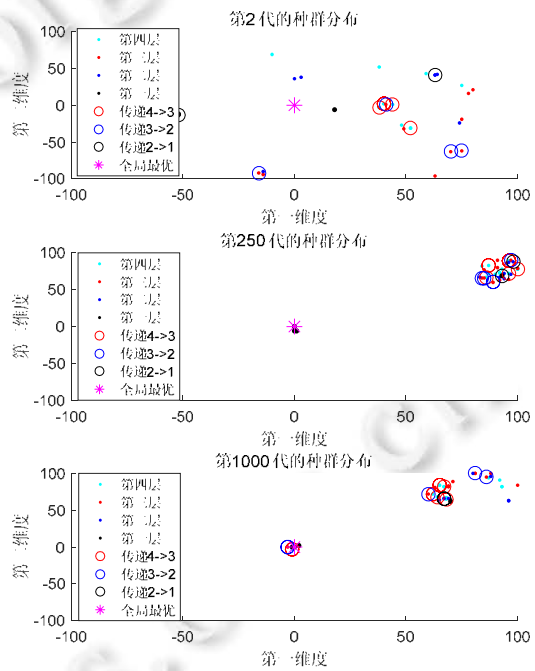 第2 代的种群分布
100
50
0
-50
-100
第二维度
第四层
第三层
第二层
第一层
传递4->3
传递3->2
传递2->1
全局最优
-100
-50
0
50
100
第一维度
第250 代的种群分布
100
50
0
-50
-100
第二维度
第四层
第三层
第二层
第一层
传递4->3
传递3->2
传递2->1
全局最优
-100
-50
0
50
100
第一维度
第1000 代的种群分布
100
50
0
-50
-100
第二维度
第四层
第三层
第二层
第一层
传递4->3
传递3->2
传递2->1
全局最优
-100
-50
0
50
100
第一维度